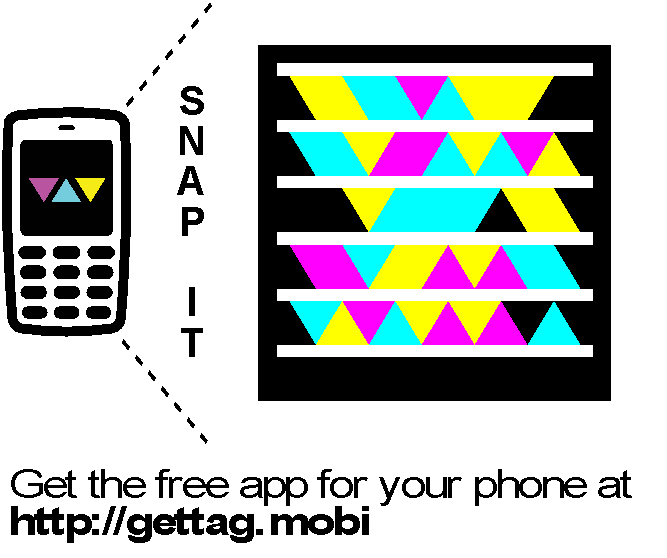 SNAP IT
Get the free app for your phone at
http://gettag.mobi